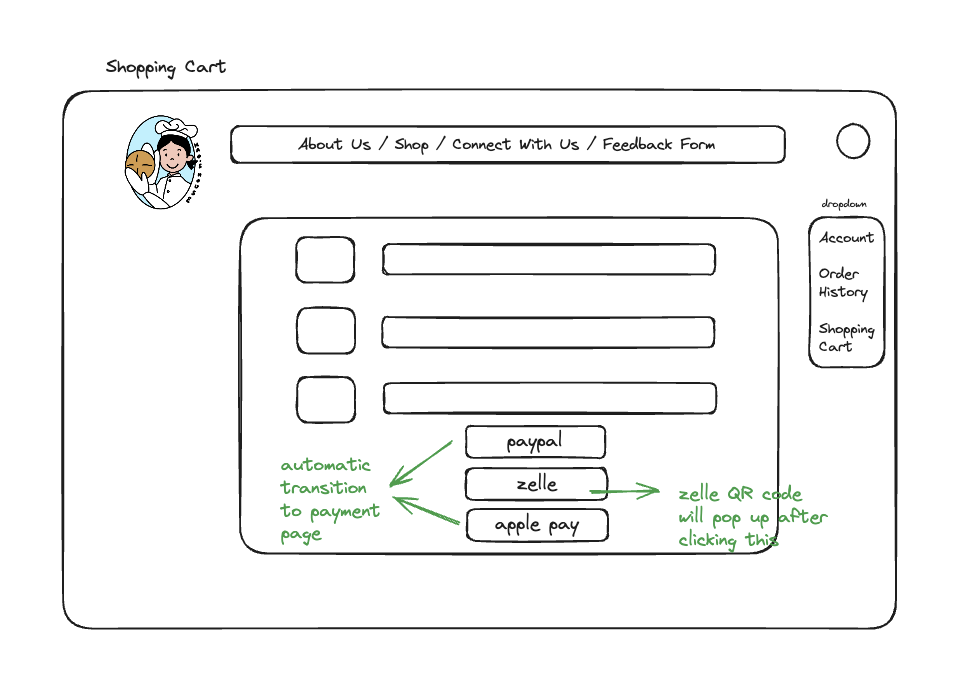 Shopping Cart
About Us / Shop / Connect With Us / Feedback Form
dropdown
Account
Order
History
Shopping
Cart
paypal
zelle
apple pay
automatic
transition
to payment
page
zelle QR code
will pop up after
clicking this